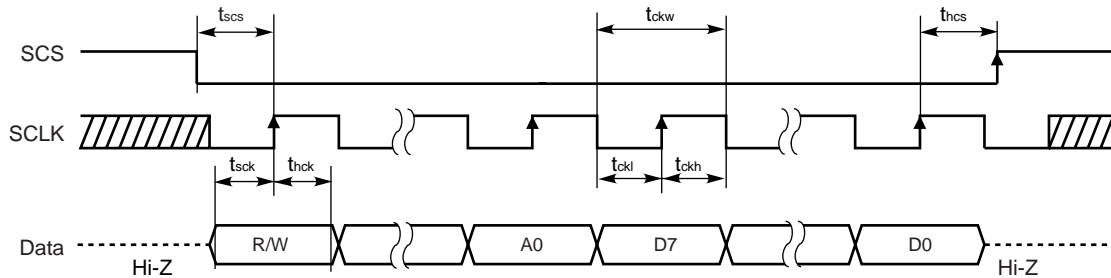 tscs
tckw
thcs
SCS
SCLK
tsck
thck
tckl
tckh
Data
R/W
A0
D7
D0
Hi-Z
Hi-Z